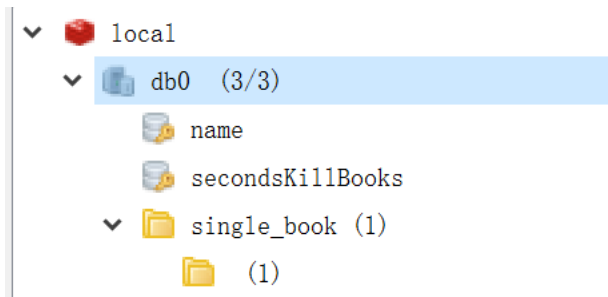 local
db0 (3/3)
name
secondsKillBooks
single_book (1)
(1)